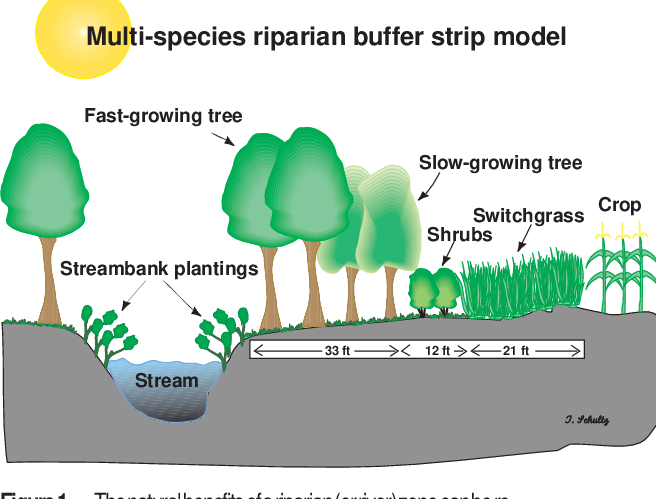 Multi-species riparian buffer strip model
Fast-growing tree
Slow-growing tree
Crop
Switchgrass
Shrubs
Streambank plantings
33 ft 12 ft 21 ft
Stream
T. Schultz
Figure 1. The natural benefits of a riparian (or river) zone can be re-